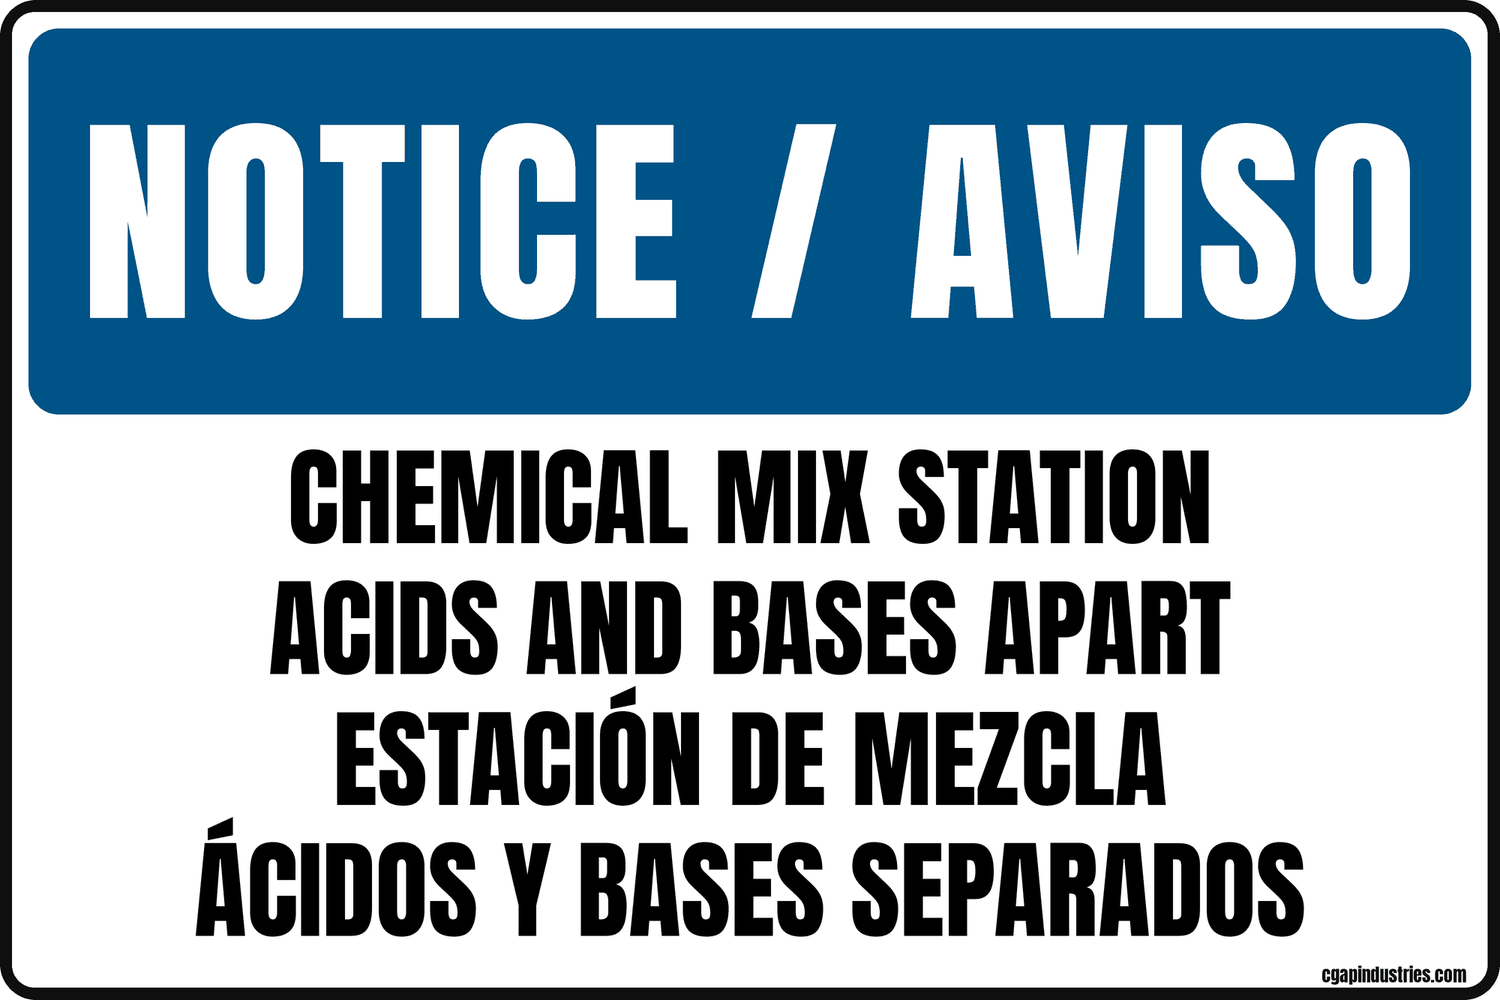 NOTICE / AVISO
CHEMICAL MIX STATION
ACIDS AND BASES APART
ESTACIÓN DE MEZCLA
ÁCIDOS Y BASES SEPARADOS
cgapindustries.com